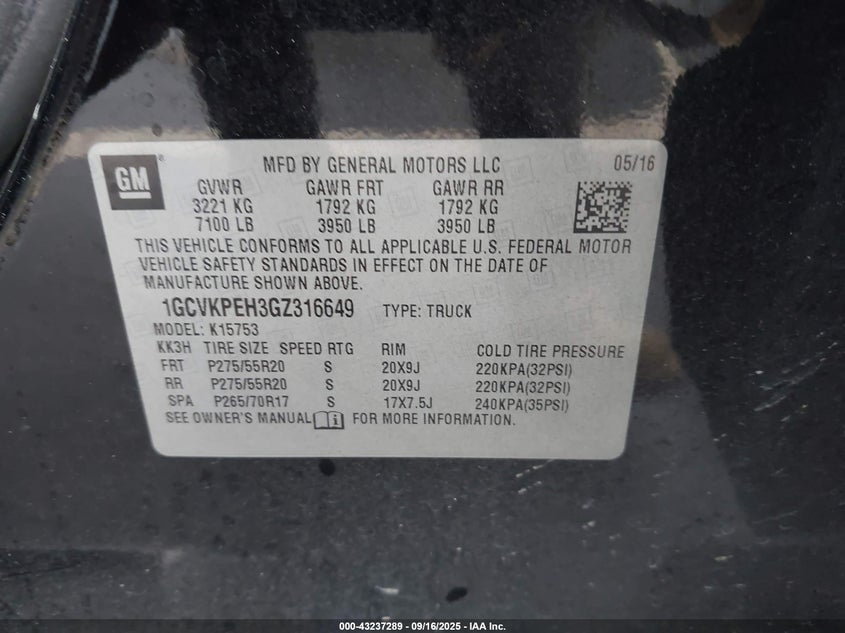 GM
MFD BY GENERAL MOTORS LLC 05/16
GVWR GAWR FRT GAWR RR
3221 KG 1792 KG 1792 KG
7100 LB 3950 LB 3950 LB
THIS VEHICLE CONFORMS TO ALL APPLICABLE U.S. FEDERAL MOTOR
VEHICLE SAFETY STANDARDS IN EFFECT ON THE DATE OF
MANUFACTURE SHOWN ABOVE.
1GCVKPEH3GZ316649 TYPE: TRUCK
MODEL: K15753
KK3H TIRE SIZE SPEED RTG RIM COLD TIRE PRESSURE
FRT P275/55R20 S 20X9J 220KPA(32PSI)
RR P275/55R20 S 20X9J 220KPA(32PSI)
SPA P265/70R17 S 17X7.5J 240KPA(35PSI)
SEE OWNER'S MANUAL FOR MORE INFORMATION.
000-43237289 - 09/16/2025 - IAA Inc.